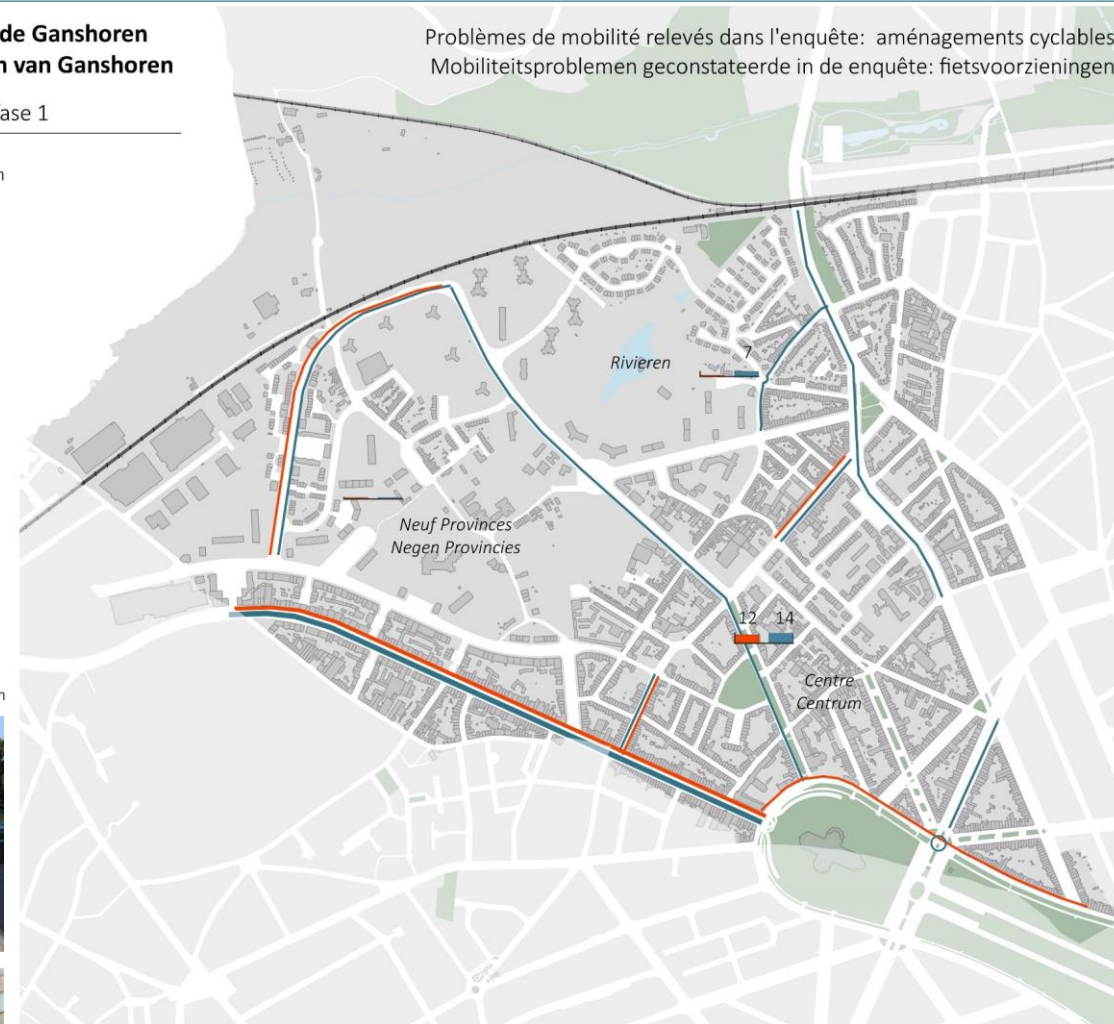 de Ganshoren
n van Ganshoren
ase 1
n
Problèmes de mobilité relevés dans l'enquête: aménagements cyclables
Mobiliteitsproblemen geconstateerde in de enquête: fietsvoorzieningen
Rivieren
7
Neuf Provinces
Negen Provincies
12 14
Centre
Centrum
n